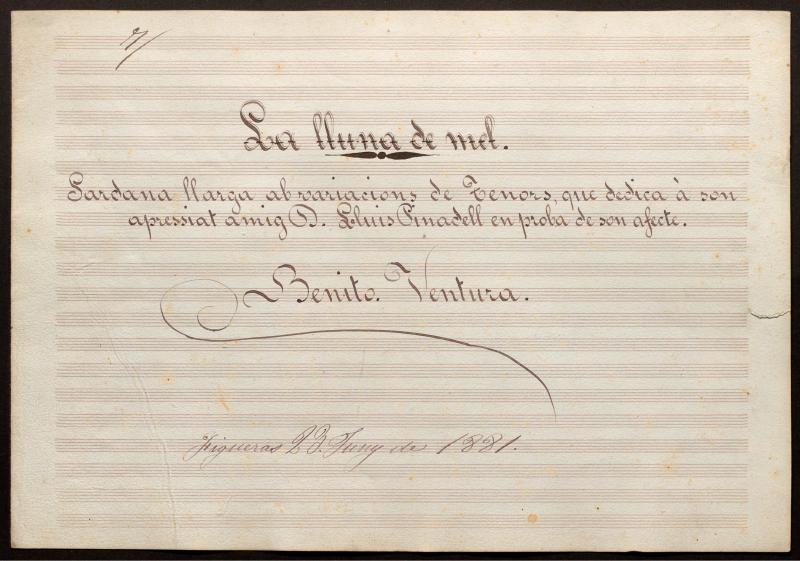 7/
La lluna de mel.
Sardana llarga ab variacions de Tenors, que dedica à son
apressiat amig D. Lluis Pinadell en proba de son afecte.
Benito Ventura.
Figueras 23 Juny de 1881.